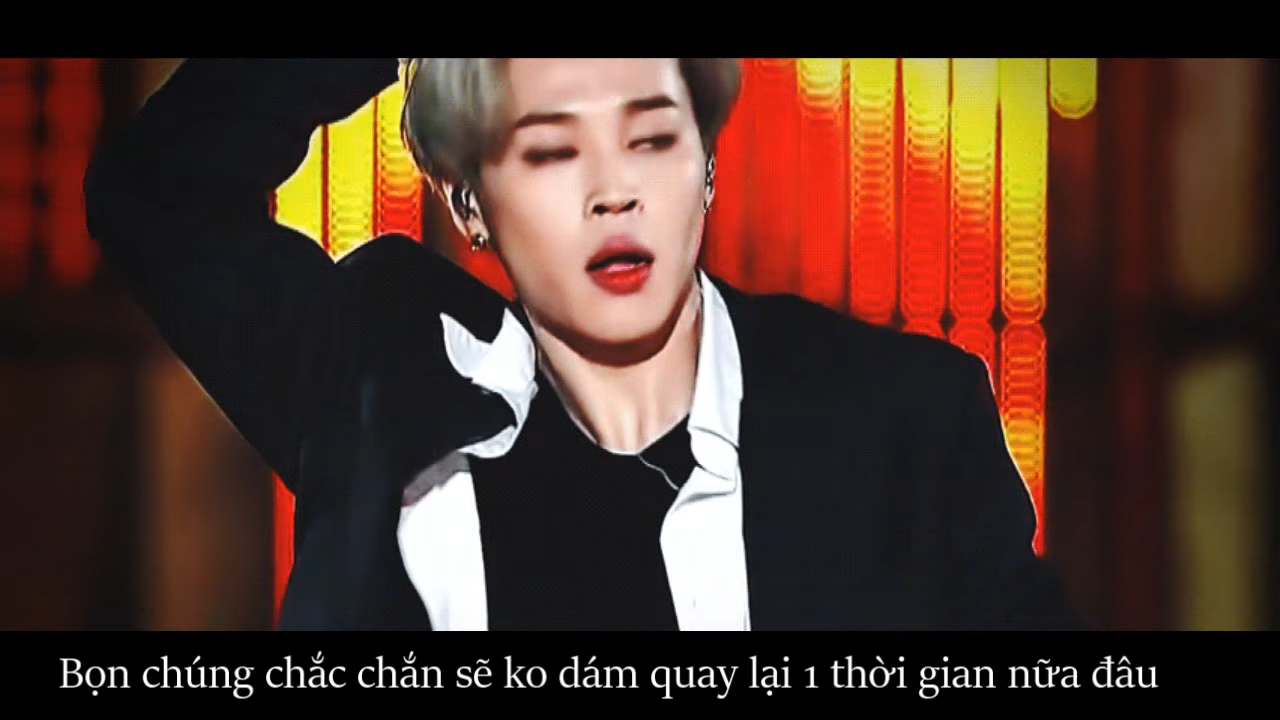 Bọn chúng chắc chắn sẽ ko dám quay lại 1 thời gian nữa đâu